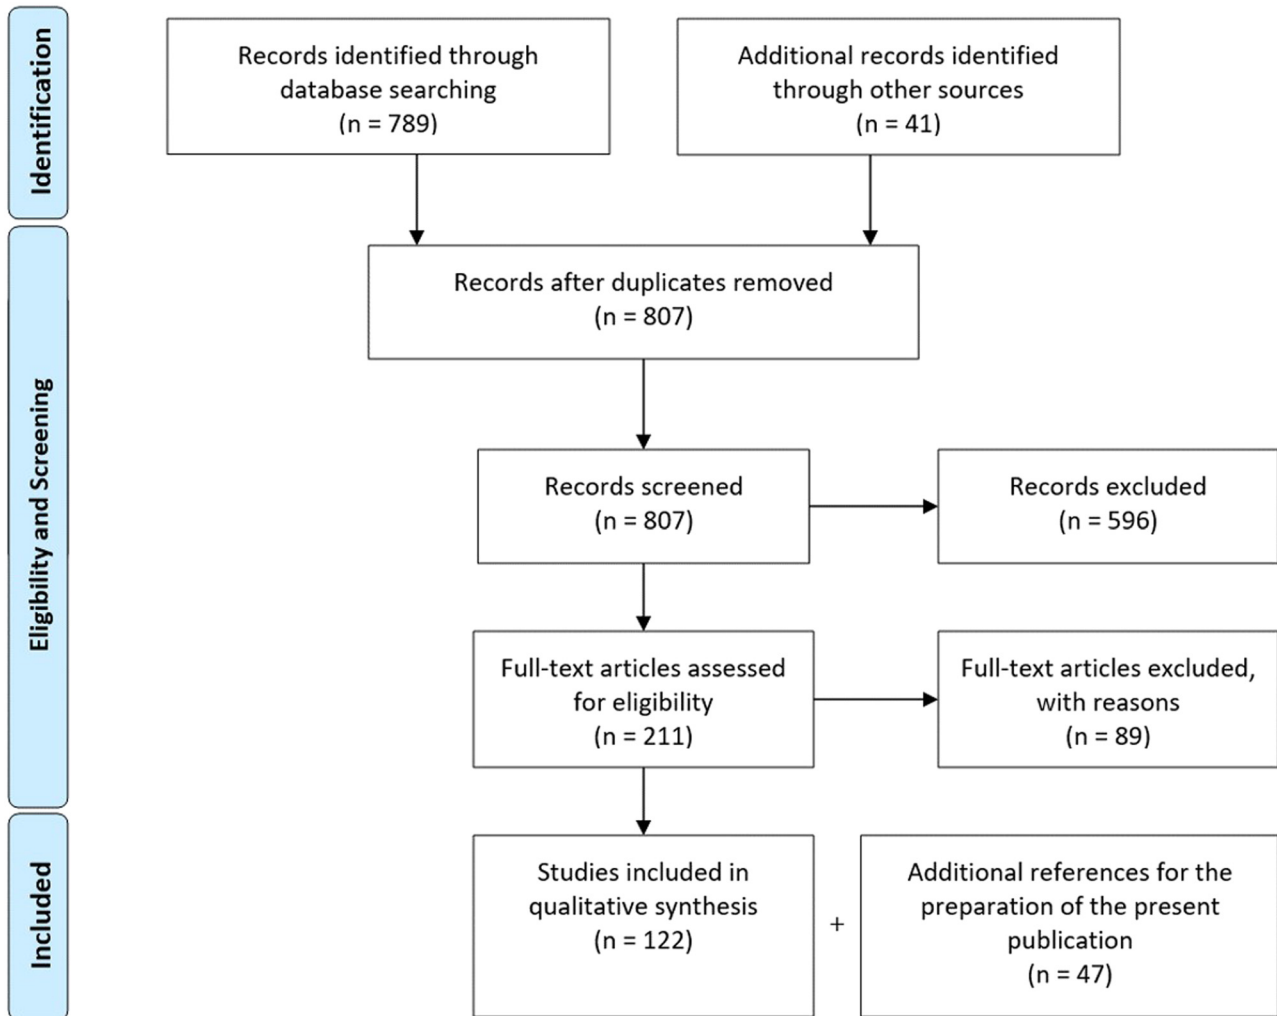 Identification
Records identified through
database searching
(n = 789)
Additional records identified
through other sources
(n = 41)
Eligibility and Screening
Records after duplicates removed
(n = 807)
Records screened
(n = 807)
Records excluded
(n = 596)
Full-text articles assessed
for eligibility
(n = 211)
Full-text articles excluded,
with reasons
(n = 89)
Included
Studies included in
qualitative synthesis
(n = 122)
+
Additional references for the
preparation of the present
publication
(n = 47)